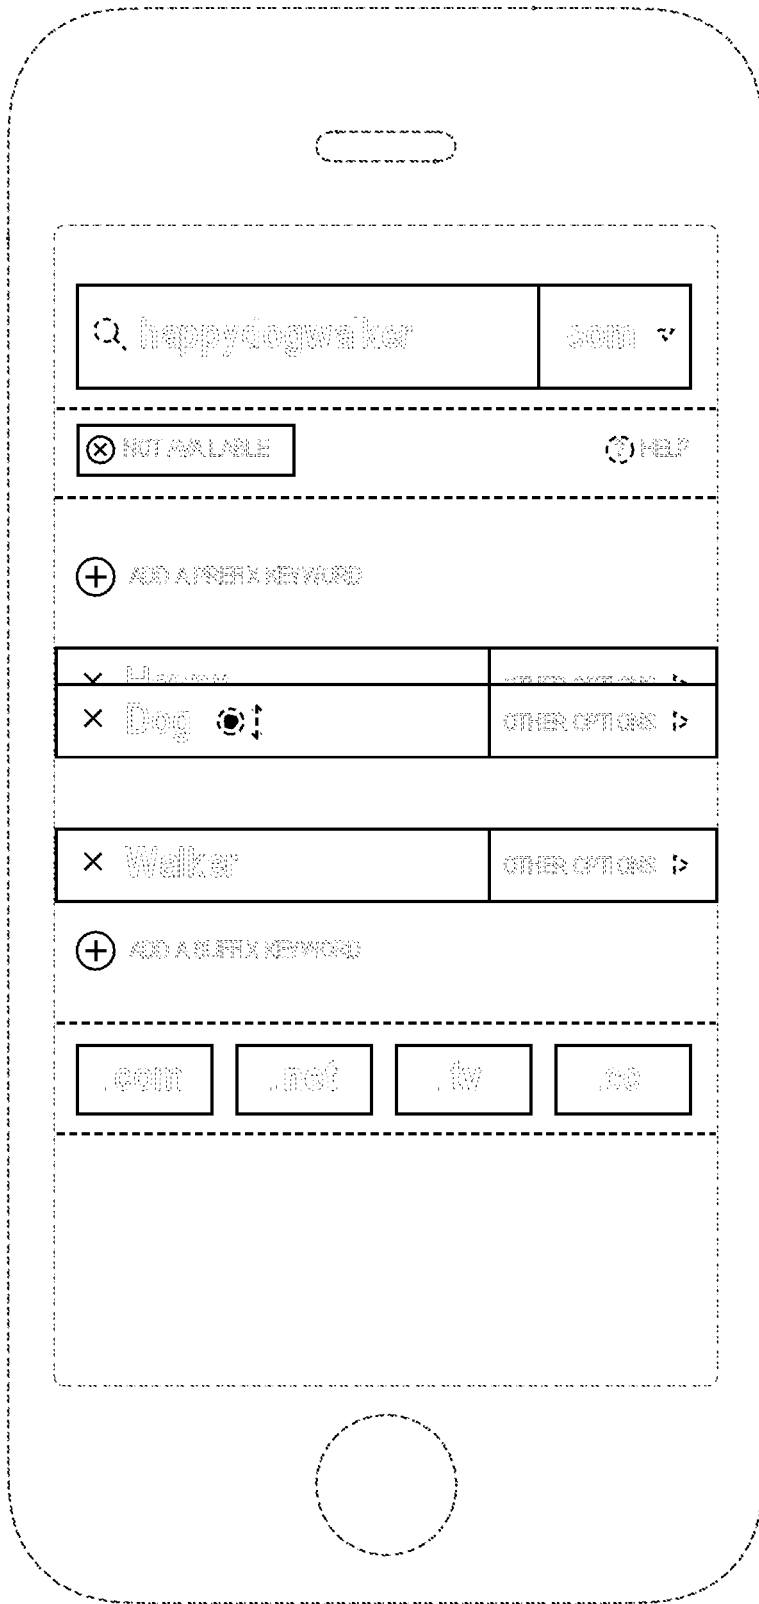 happydogwalker com
NOT AVAILABLE ? HELP
ADD A PREFIX KEYWORD
Dog OTHER OPTIONS
Walker OTHER OPTIONS
ADD A SUFFIX KEYWORD
.com .net .tv .co